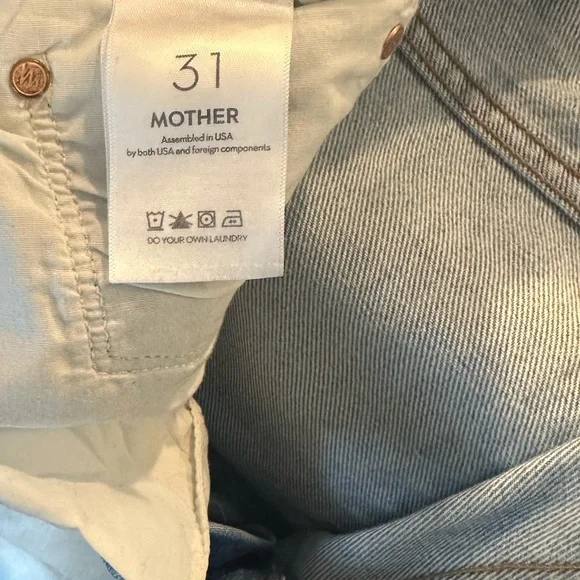 31
MOTHER
Assembled in USA
by both USA and foreign components
DO YOUR OWN LAUNDRY